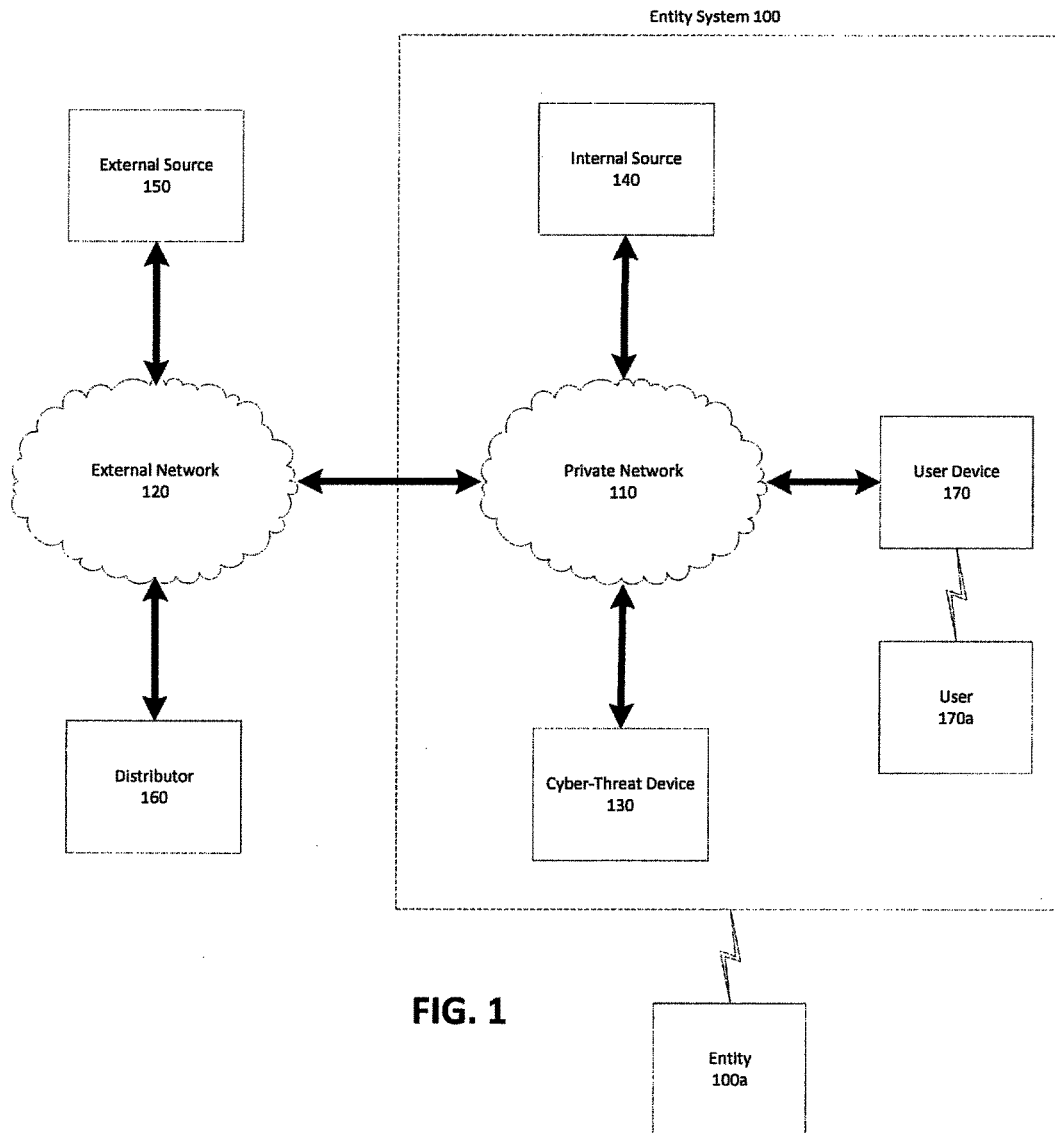 Entity System 100
External Source
150
Internal Source
140
External Network
120
Private Network
110
User Device
170
User
170a
Distributor
160
Cyber-Threat Device
130
FIG. 1
Entity
100a